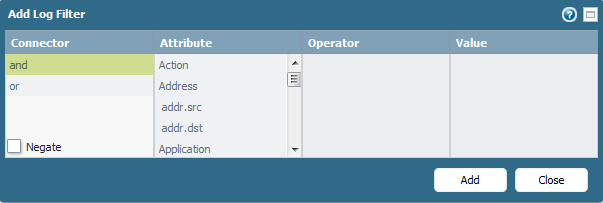 Add Log Filter
Connector Attribute Operator Value
and Action
or Address
addr.src
addr.dst
Negate Application
Add Close